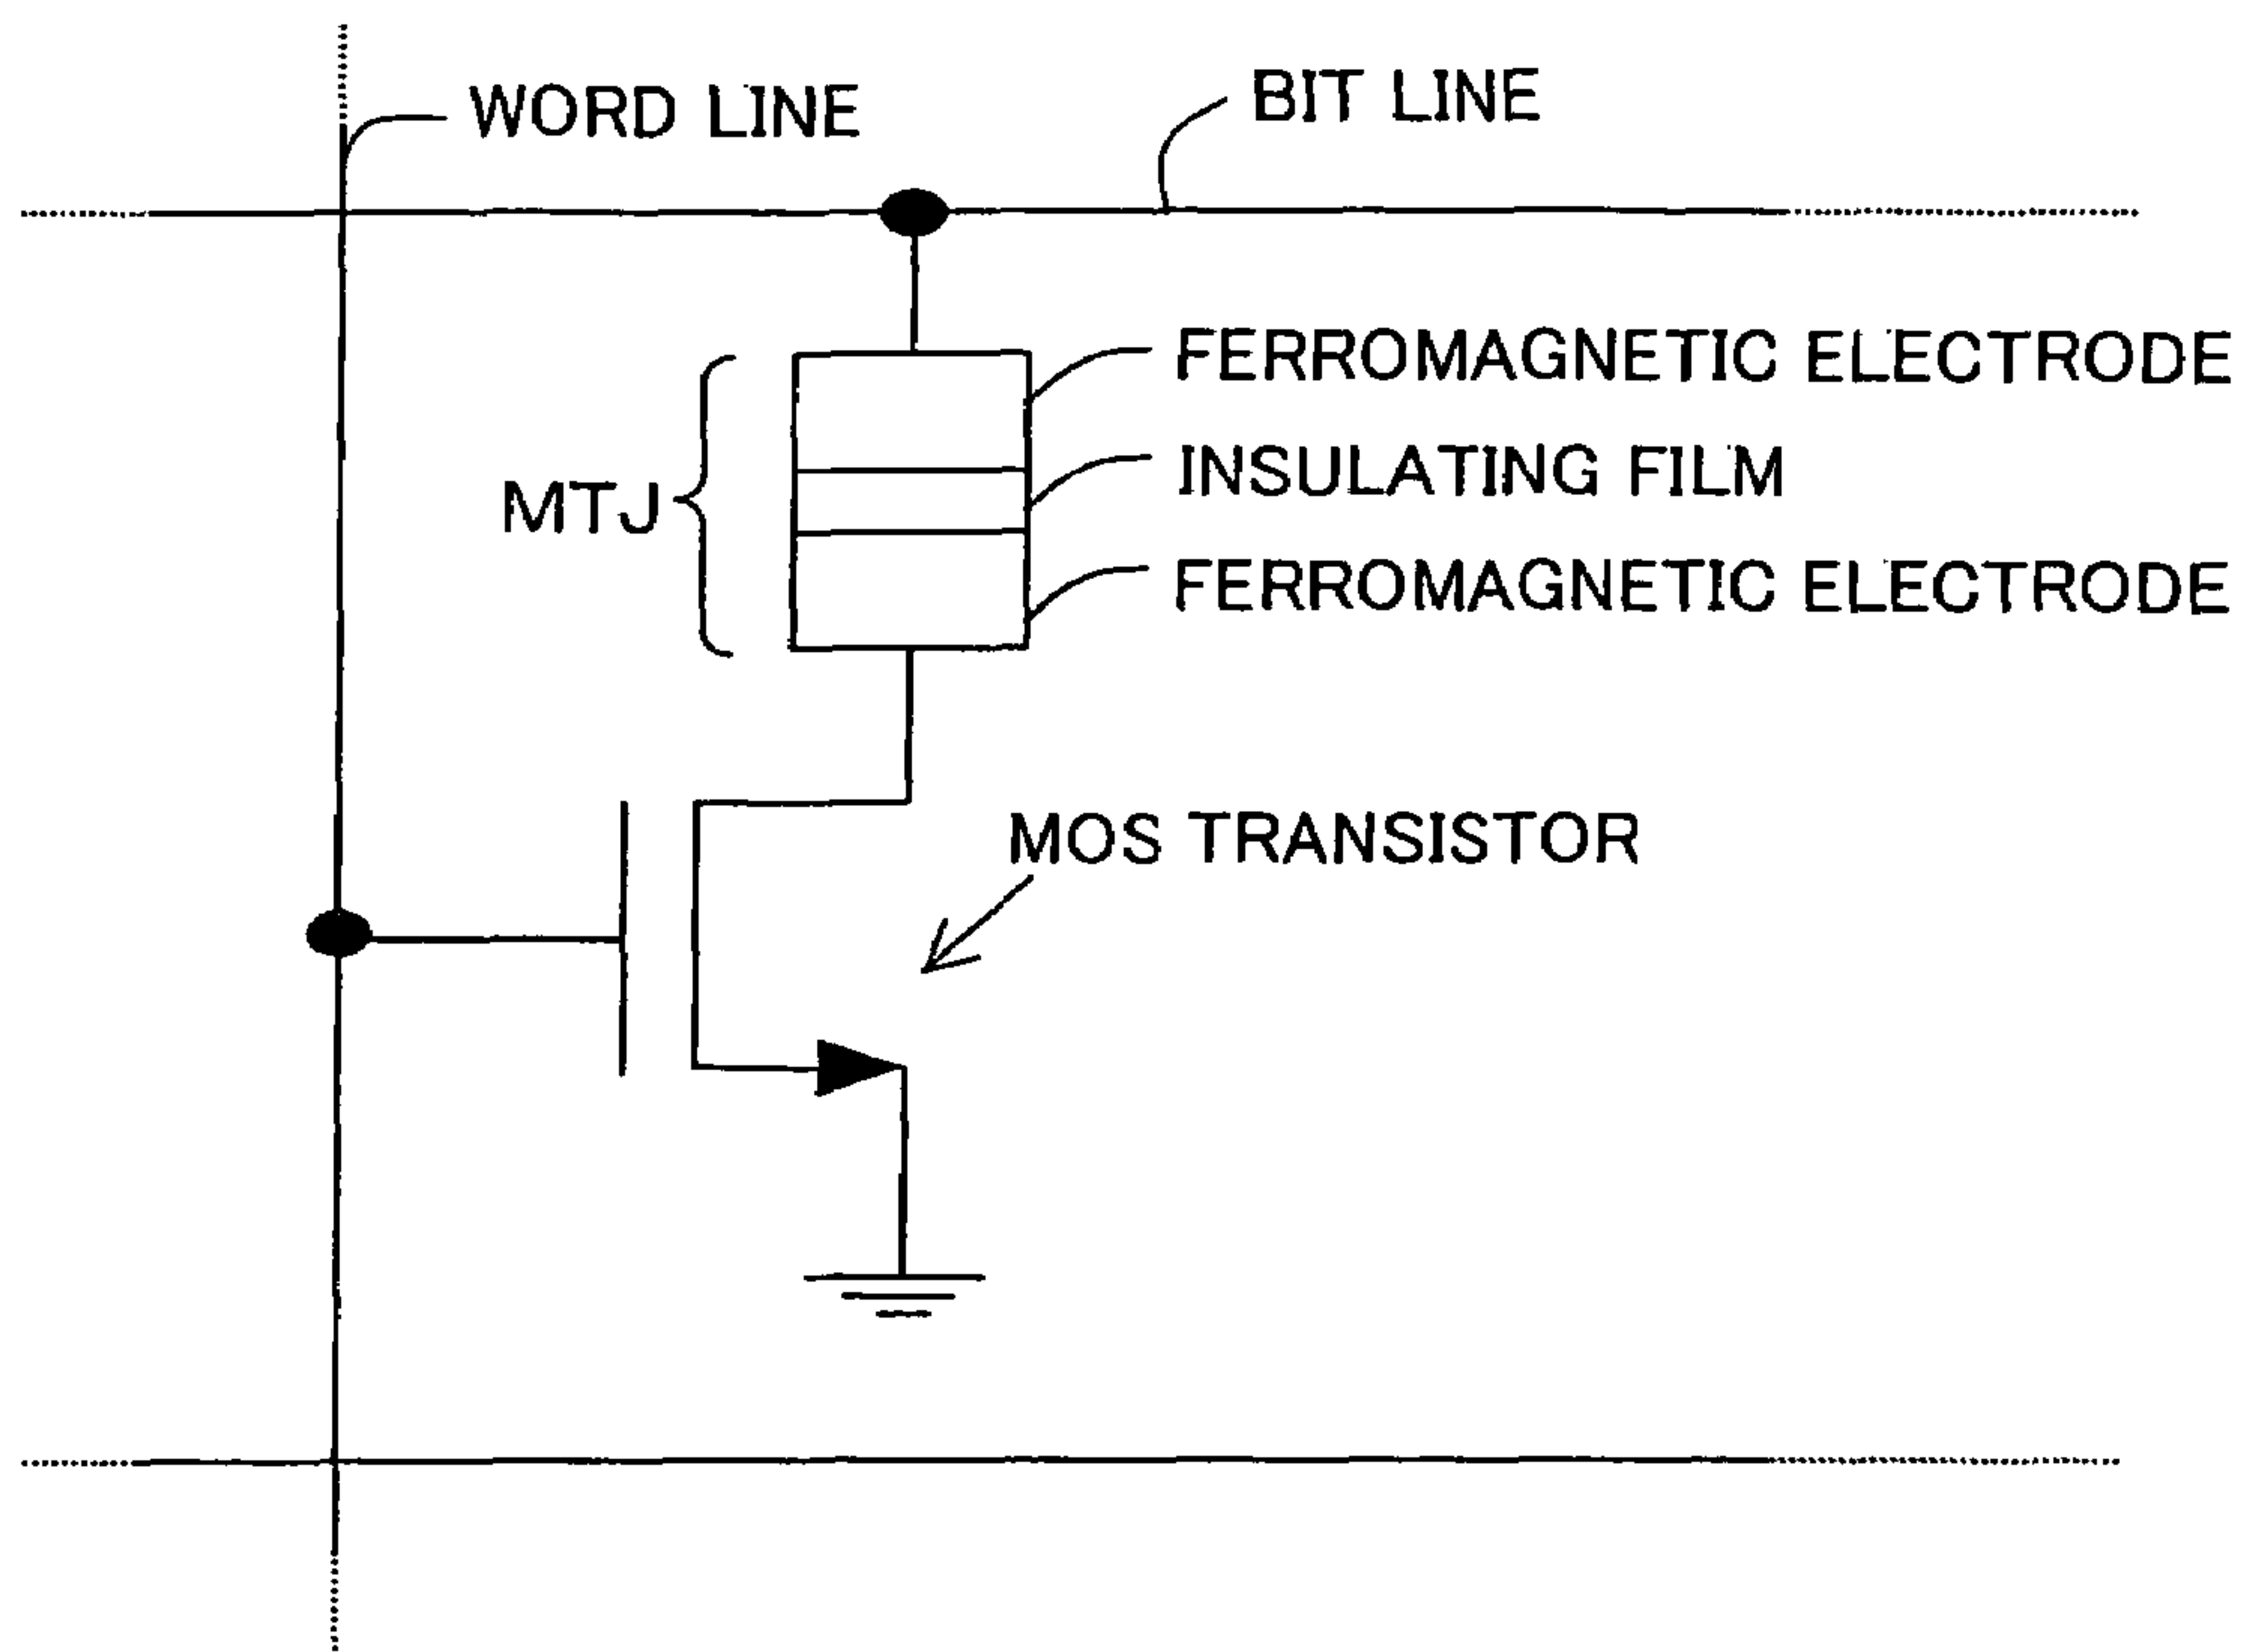 WORD LINE
BIT LINE
FERROMAGNETIC ELECTRODE
INSULATING FILM
MTJ
FERROMAGNETIC ELECTRODE
MOS TRANSISTOR